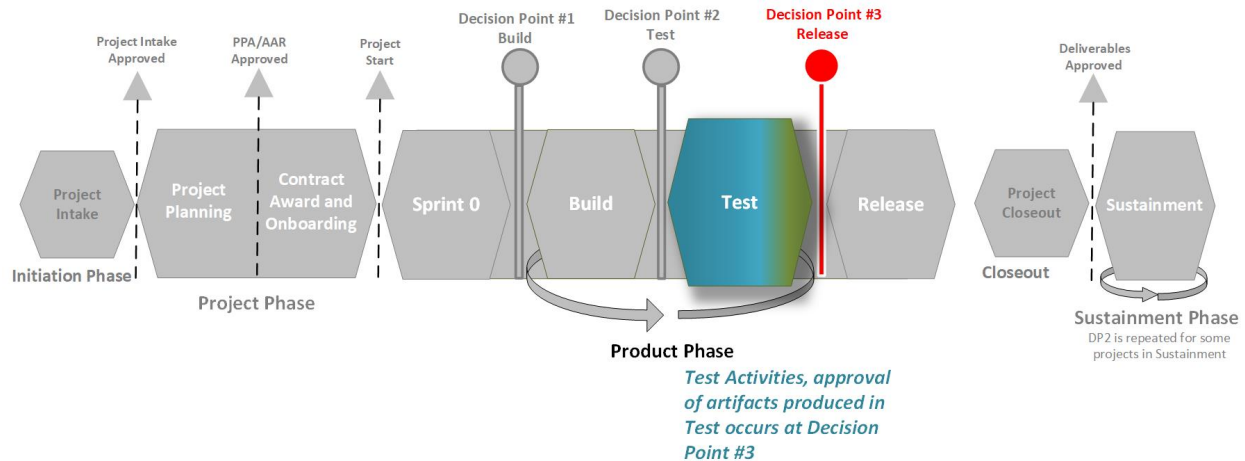 Project Intake
Approved
PPA/AAR
Approved
Project
Start
Decision Point #1
Build
Decision Point #2
Test
Decision Point #3
Release
Deliverables
Approved
Project
Intake
Project
Planning
Contract
Award and
Onboarding
Sprint 0
Build
Test
Release
Project
Closeout
Sustainment
Initiation Phase
Project Phase
Product Phase
Test Activities, approval
of artifacts produced in
Test occurs at Decision
Point #3
Closeout
Sustainment Phase
DP2 is repeated for some
projects in Sustainment